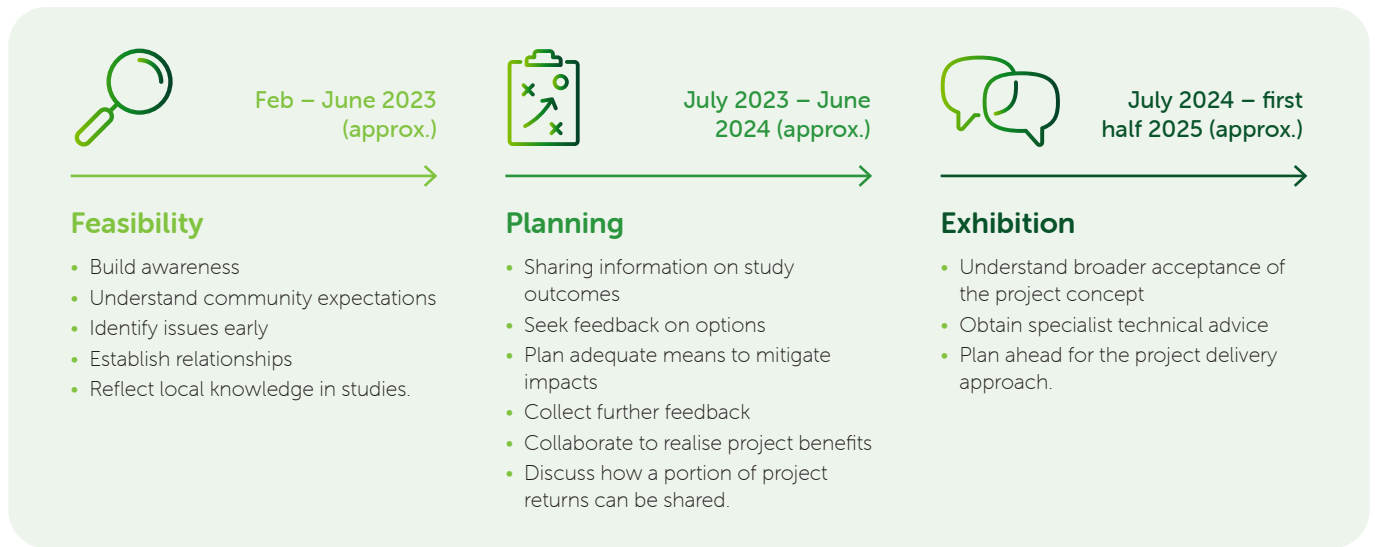 Feb – June 2023
(approx.)
Feasibility
• Build awareness
• Understand community expectations
• Identify issues early
• Establish relationships
• Reflect local knowledge in studies.
July 2023 – June
2024 (approx.)
Planning
• Sharing information on study
outcomes
• Seek feedback on options
• Plan adequate means to mitigate
impacts
• Collect further feedback
• Collaborate to realise project benefits
• Discuss how a portion of project
returns can be shared.
July 2024 – first
half 2025 (approx.)
Exhibition
• Understand broader acceptance of
the project concept
• Obtain specialist technical advice
• Plan ahead for the project delivery
approach.